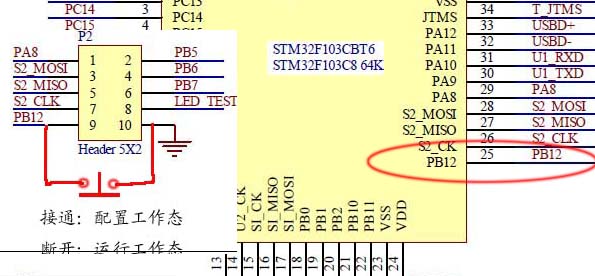 PC13
PC14 3
PC15 4
P2
PA8 1 2 PB5
S2_MOSI 3 4 PB6
S2_MISO 5 6 PB7
S2_CLK 7 8 LED_TEST
PB12 9 10
Header 5X2
接通：配置工作态
断开：运行工作态
PC13
PC14
PC15
STM32F103CBT6
STM32F103C8 64K
VSS
JTMS 34 T_JTMS
PA12 33 USBD+
PA11 32 USBD-
PA10 31 U1_RXD
PA9 30 U1_TXD
PA8 29 PA8
S2_MOSI 28 S2_MOSI
S2_MISO 27 S2_MISO
S2_CK 26 S2_CLK
PB12 25 PB12
U2_CK
SI_CK
SI_MISO
SI_MOSI
PB0
PB1
PB2
PB10
PB11
VSS
VDD
13
14
15
16
17
18
19
20
21
22
23
24